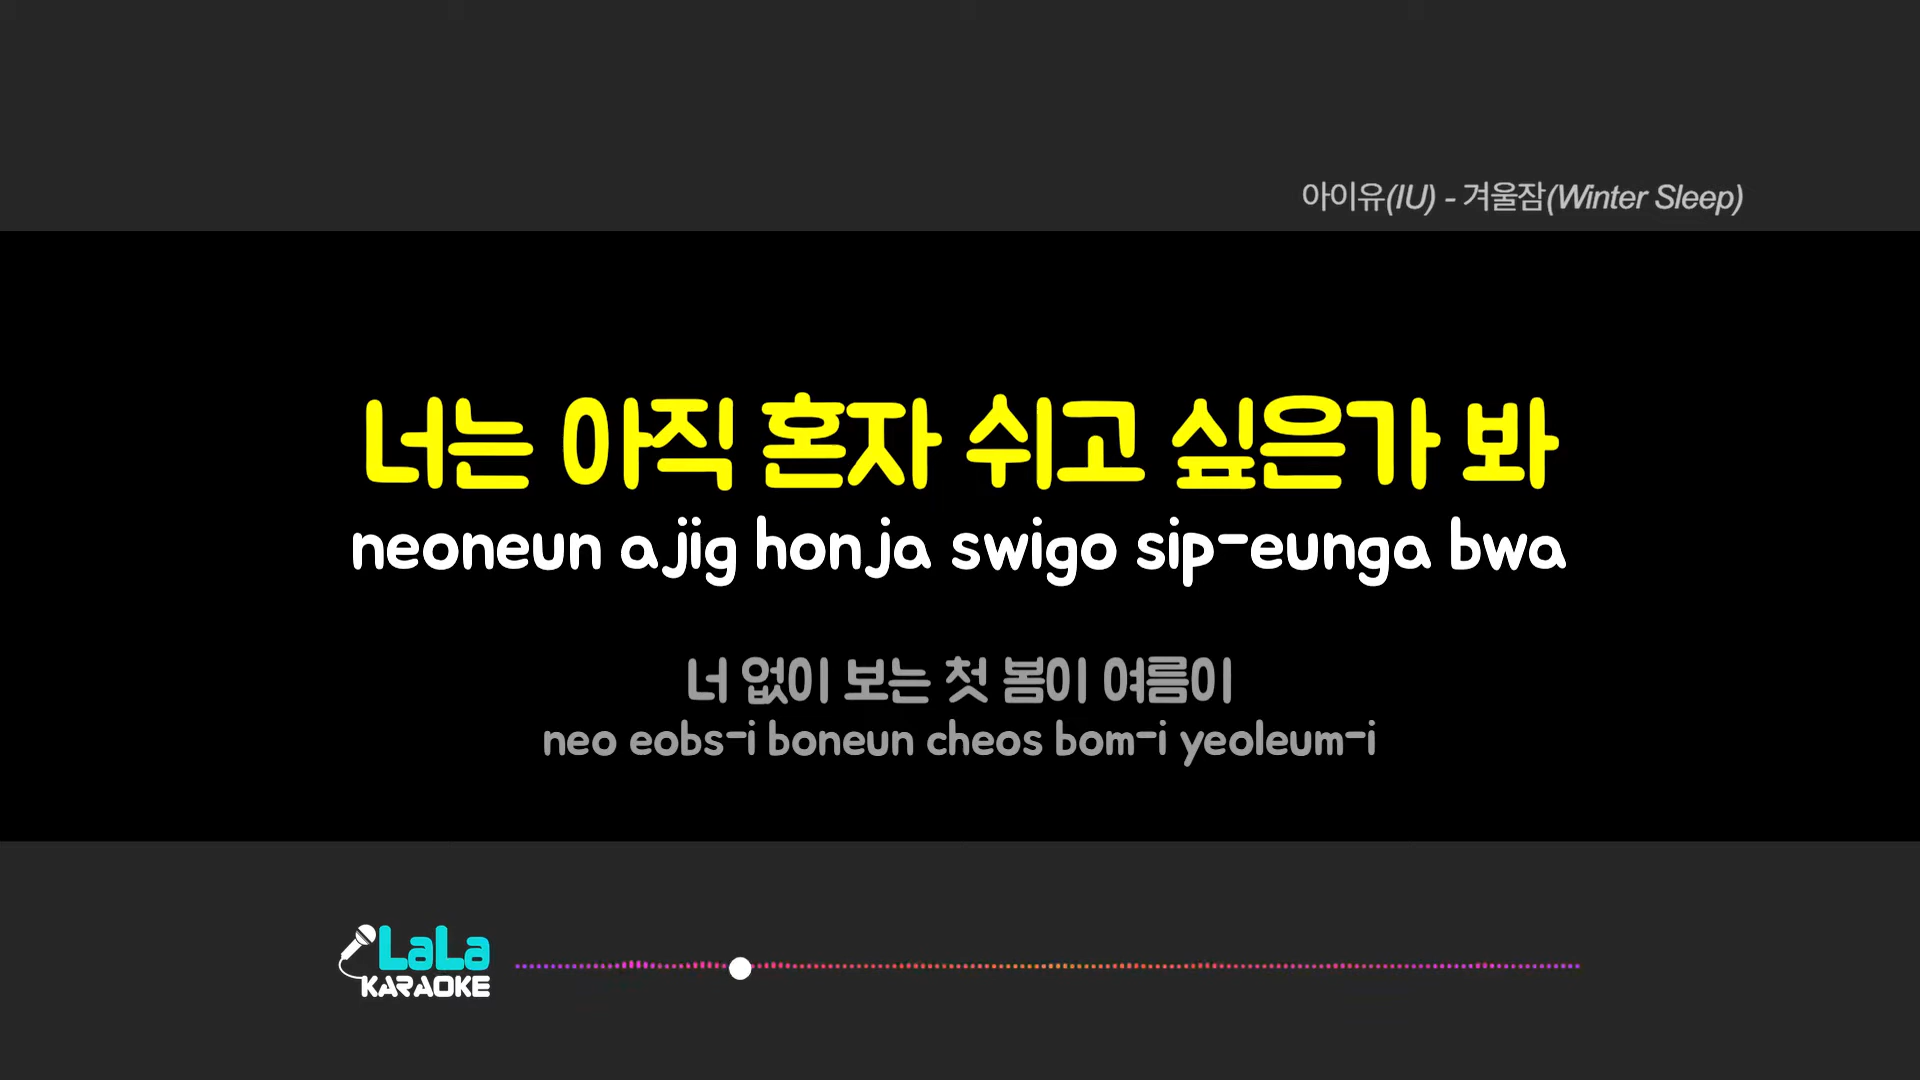 아이유(IU) - 겨울잠(Winter Sleep)
너는 아직 혼자 쉬고 싶은가 봐
neoneun ajig honja swigo sip-eunga bwa
너 없이 보는 첫 봄이 여름이
neo eobs-i boneun cheos bom-i yeoleum-i
LaLa
KARAOKE